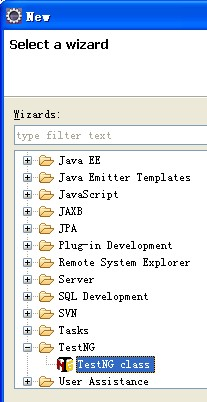 New
Select a wizard
Wizards:
type filter text
Java EE
Java Emitter Templates
JavaScript
JAXB
JPA
Plug-in Development
Remote System Explorer
Server
SQL Development
SVN
Tasks
TestNG
TestNG class
User Assistance